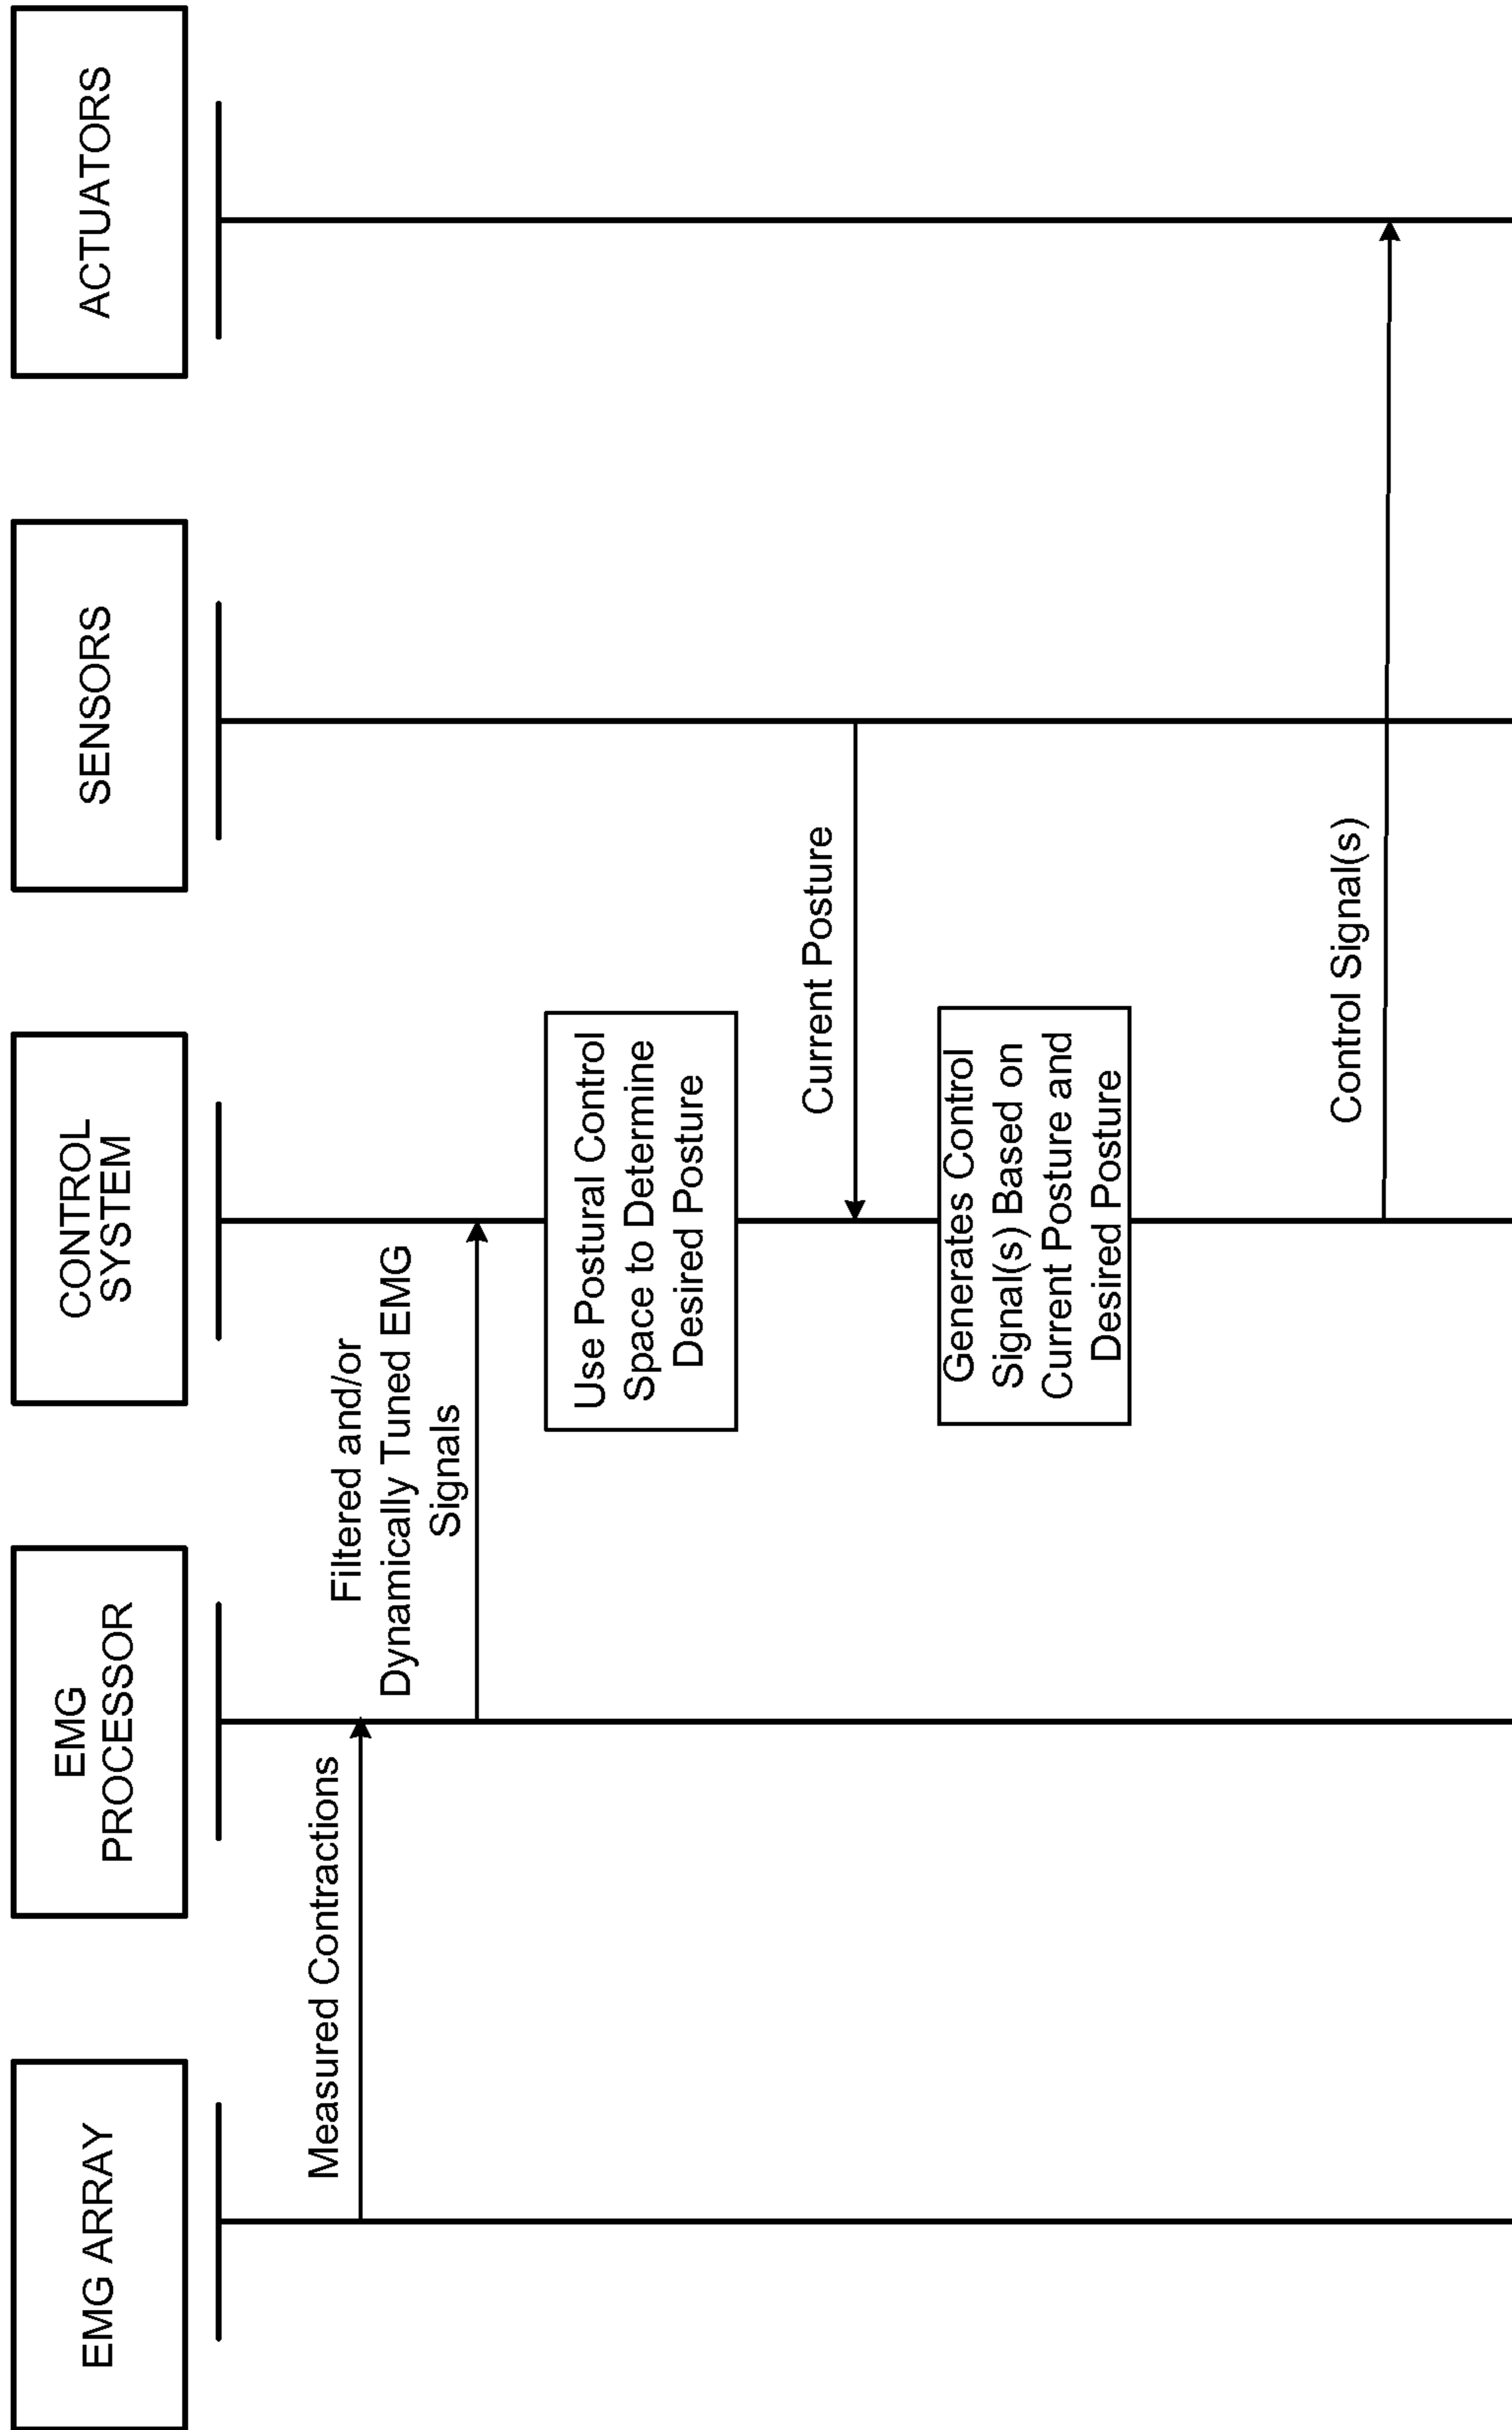 EMG ARRAY
EMG
PROCESSOR
CONTROL
SYSTEM
SENSORS
ACTUATORS
Measured Contractions
Filtered and/or
Dynamically Tuned EMG
Signals
Use Postural Control
Space to Determine
Desired Posture
Current Posture
Generates Control
Signal(s) Based on
Current Posture and
Desired Posture
Control Signal(s)